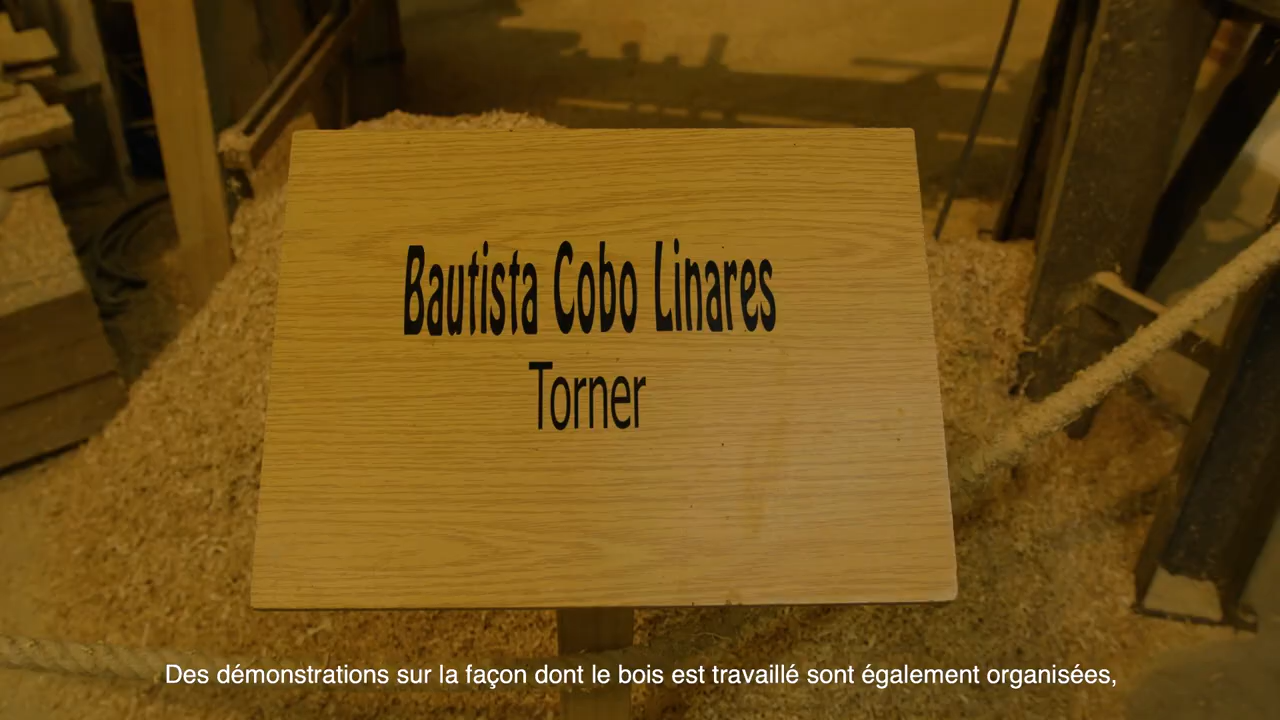 Bautista Cobo Linares
Torner
Des démonstrations sur la façon dont le bois est travaillé sont également organisées,